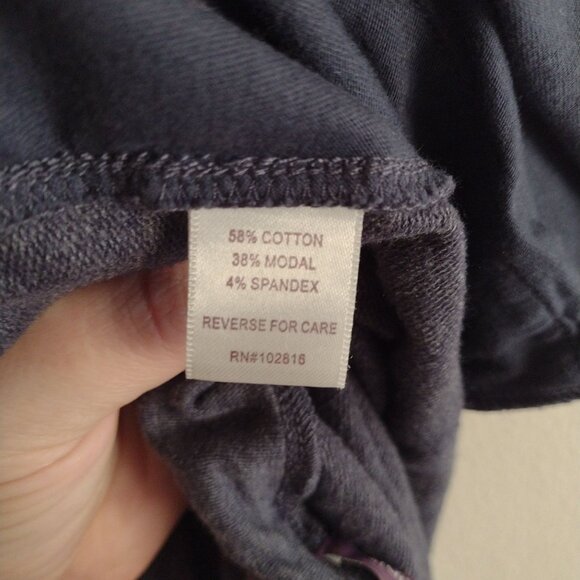 58% COTTON
38% MODAL
4% SPANDEX
REVERSE FOR CARE
RN#102816